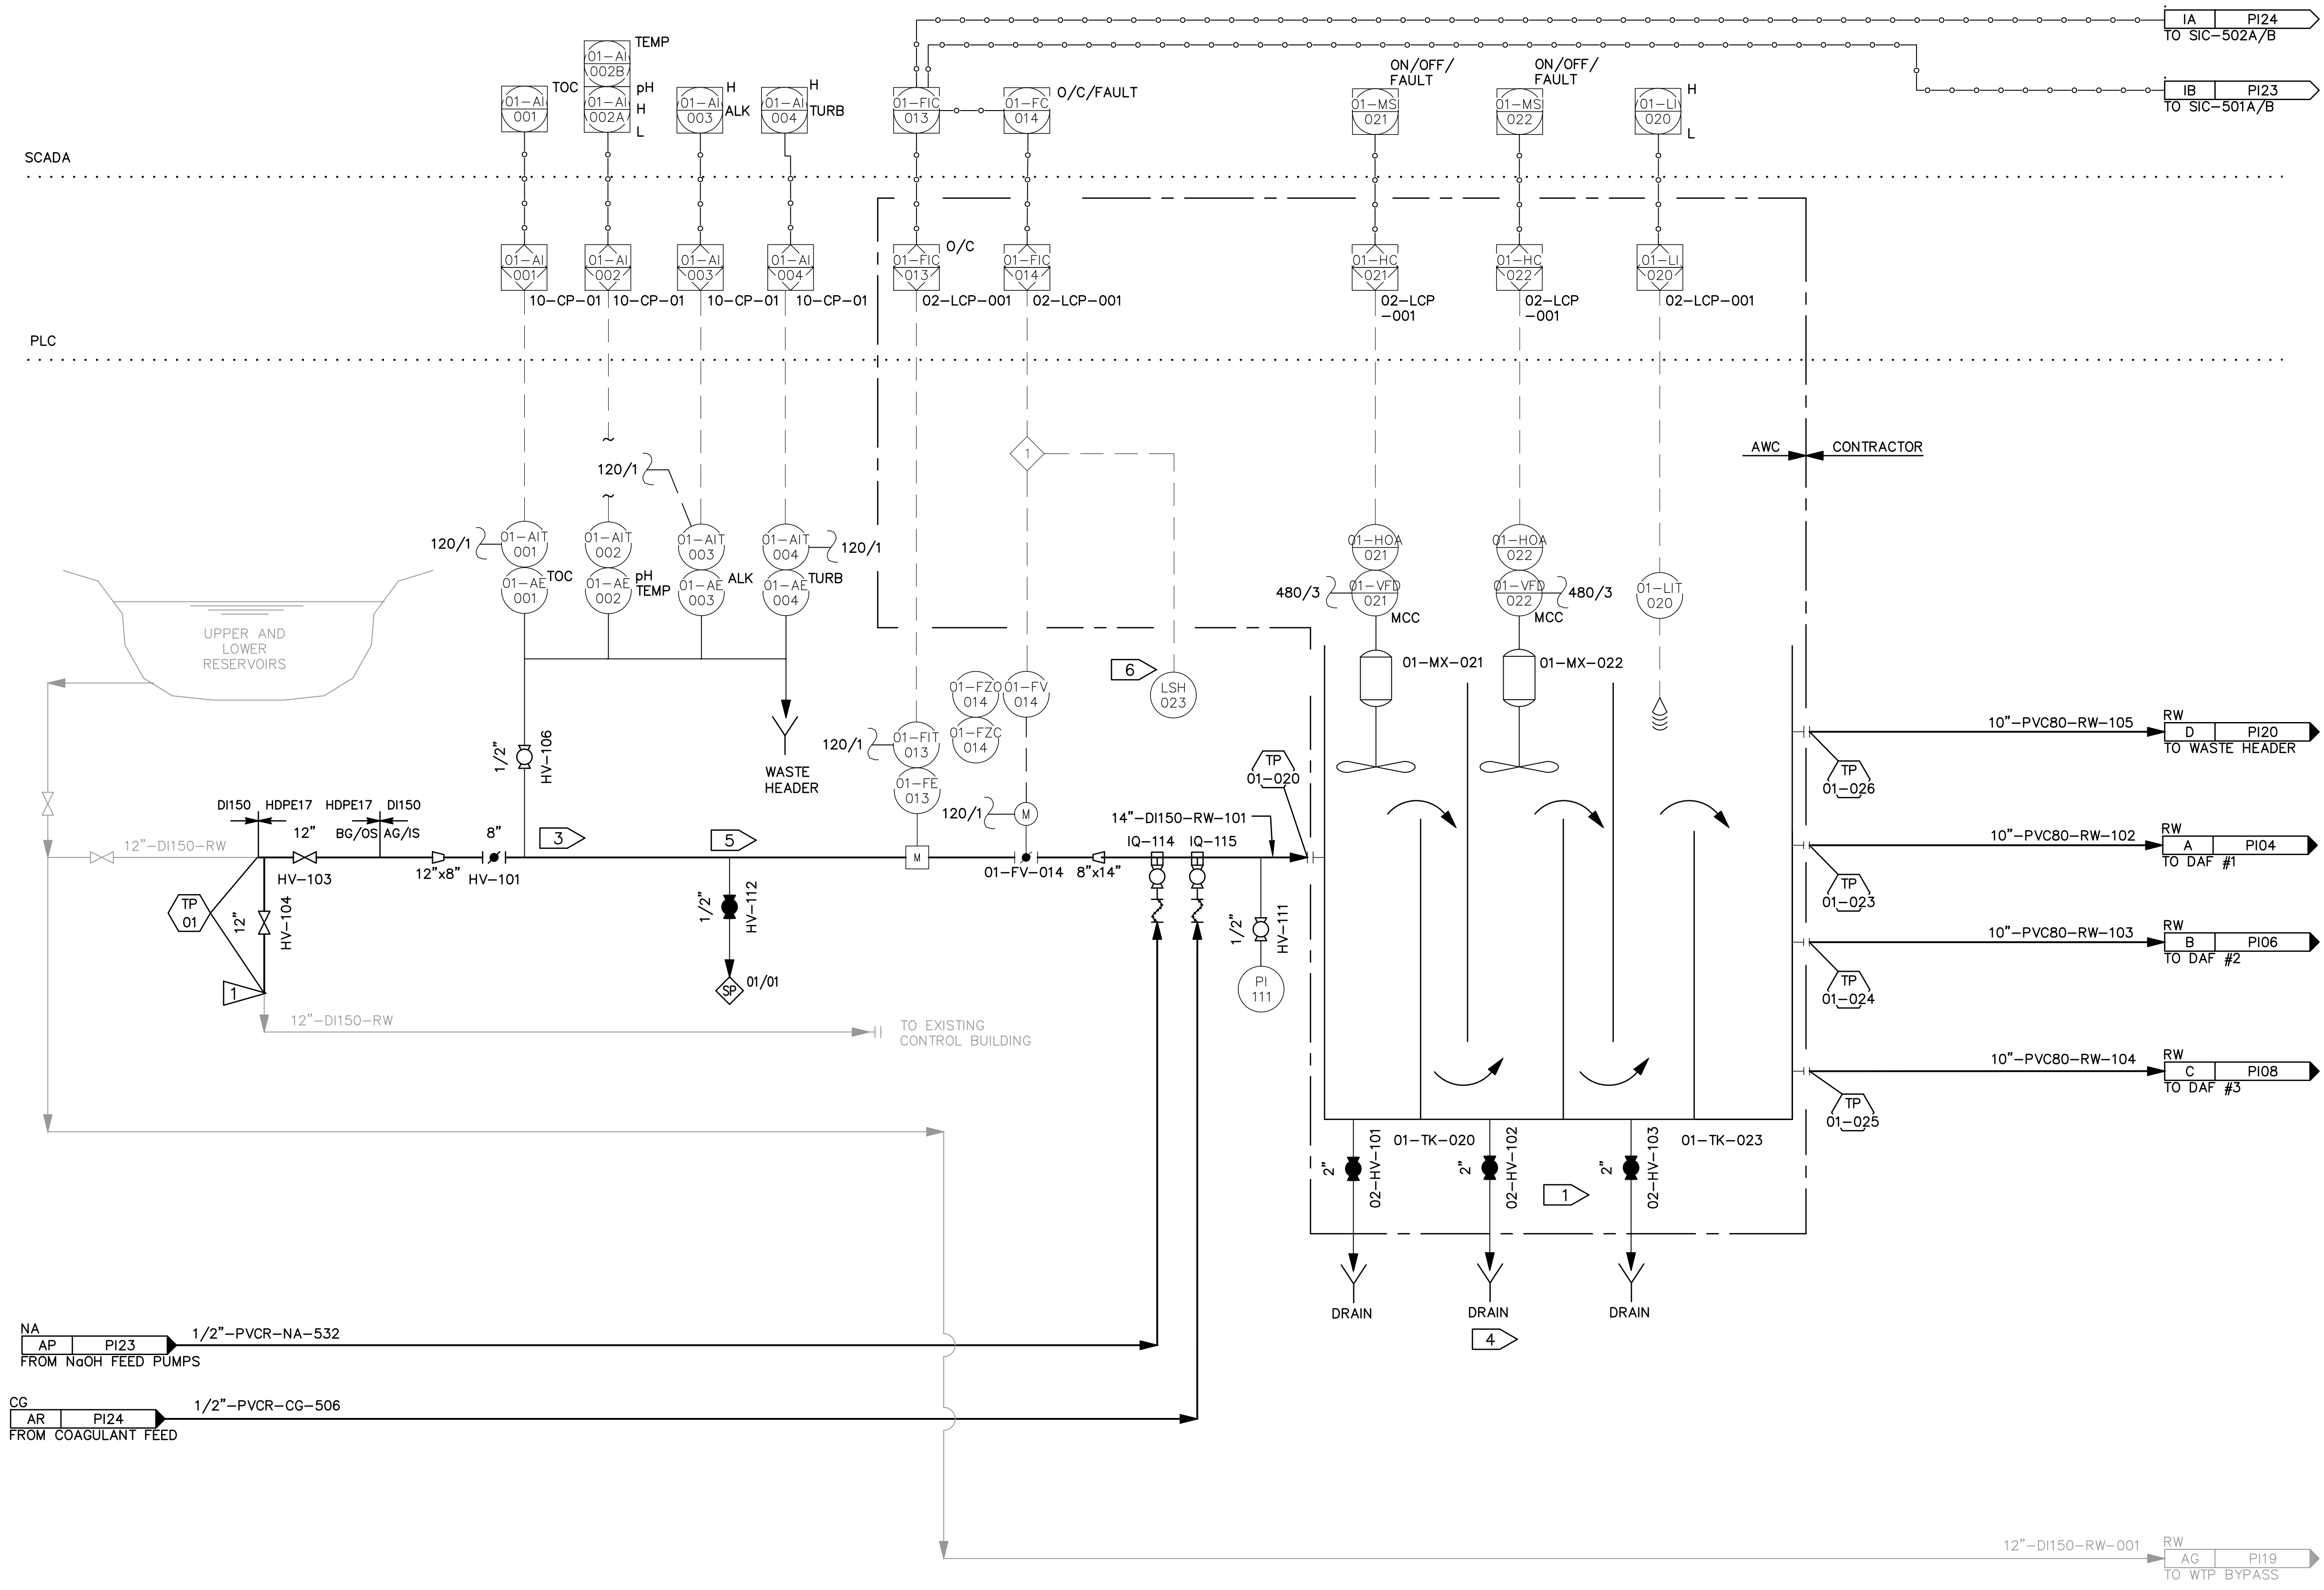 IA PI24
TO SIC-502A/B
IB PI23
TO SIC-501A/B
TEMP
01-AI
002B
TOC
01-AI
001
pH
01-AI
002A
H
L
H
01-AI
003
ALK
H
01-AI
004
TURB
01-FIC
013
01-FC
014
O/C/FAULT
ON/OFF/
FAULT
01-MS
021
ON/OFF/
FAULT
01-MS
022
01-LI
020
H
L
SCADA
01-AI
001
10-CP-01
01-AI
002
10-CP-01
01-AI
003
10-CP-01
01-AI
004
10-CP-01
O/C
01-FIC
013
02-LCP-001
01-FIC
014
02-LCP-001
01-HC
021
02-LCP
-001
01-HC
022
02-LCP
-001
01-LI
020
02-LCP-001
PLC
1
AWC
CONTRACTOR
120/1
120/1
01-AIT
001
01-AIT
002
01-AIT
003
01-AIT
004
120/1
01-AE
001
TOC
01-AE
002
pH
TEMP
01-AE
003
ALK
01-AE
004
TURB
01-HOA
021
01-HOA
022
480/3
01-VFD
021
MCC
01-VFD
022
480/3
MCC
01-LIT
020
UPPER AND
LOWER
RESERVOIRS
6
LSH
023
01-FZO
014
01-FV
014
01-FZC
014
120/1
01-FIT
013
01-FE
013
01-MX-021
01-MX-022
1/2"
HV-106
WASTE
HEADER
TP
01-020
120/1
M
DI150
HDPE17
12"
HDPE17
DI150
BG/OS
AG/IS
8"
3
5
14"-DI150-RW-101
IQ-114
IQ-115
12"-DI150-RW
HV-103
12"x8"
HV-101
M
01-FV-014
8"x14"
TP
01
12"
HV-104
1
1/2"
HV-112
SP
01/01
1/2"
HV-111
PI
111
12"-DI150-RW
TO EXISTING
CONTROL BUILDING
10"-PVC80-RW-105
RW
D PI20
TO WASTE HEADER
TP
01-026
10"-PVC80-RW-102
RW
A PI04
TO DAF #1
TP
01-023
10"-PVC80-RW-103
RW
B PI06
TO DAF #2
TP
01-024
10"-PVC80-RW-104
RW
C PI08
TO DAF #3
TP
01-025
01-TK-020
01-TK-023
2"
02-HV-101
2"
02-HV-102
2"
02-HV-103
1
DRAIN
DRAIN
DRAIN
4
NA
AP PI23
FROM NaOH FEED PUMPS
1/2"-PVCR-NA-532
CG
AR PI24
FROM COAGULANT FEED
1/2"-PVCR-CG-506
12"-DI150-RW-001
RW
AG PI19
TO WTP BYPASS